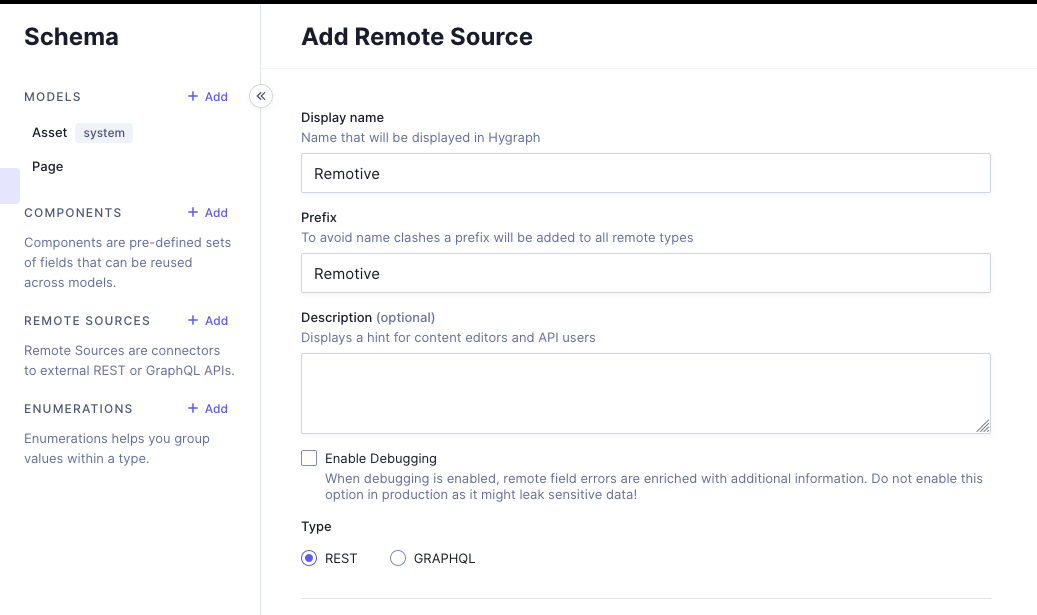 Schema
MODELS
+ Add
Asset system
Page
COMPONENTS
+ Add
Components are pre-defined sets
of fields that can be reused
across models.
REMOTE SOURCES
+ Add
Remote Sources are connectors
to external REST or GraphQL APIs.
ENUMERATIONS
+ Add
Enumerations helps you group
values within a type.
Add Remote Source
Display name
Name that will be displayed in Hygraph
Remotive
Prefix
To avoid name clashes a prefix will be added to all remote types
Remotive
Description (optional)
Displays a hint for content editors and API users
Enable Debugging
When debugging is enabled, remote field errors are enriched with additional information. Do not enable this
option in production as it might leak sensitive data!
Type
REST
GRAPHQL